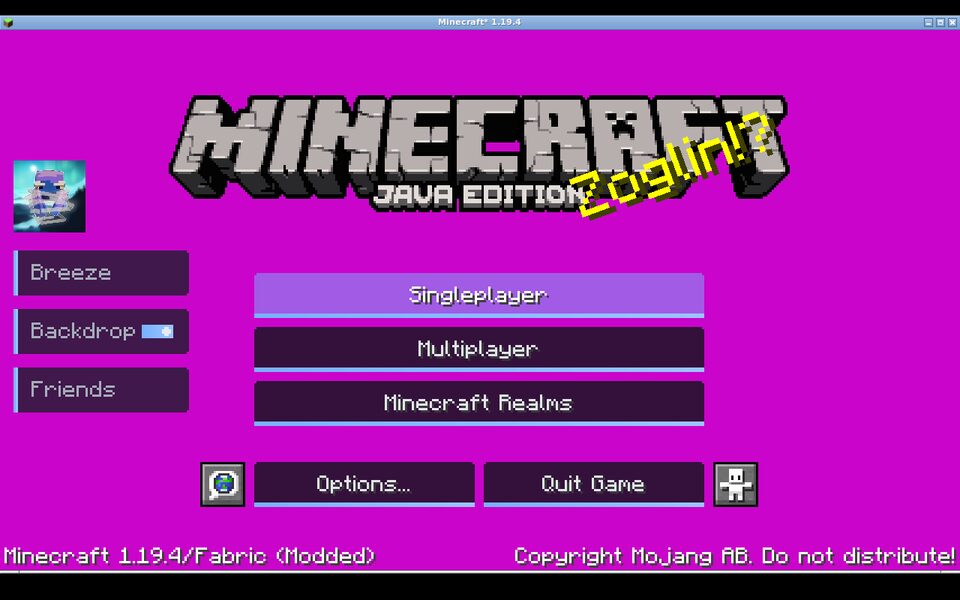 Minecraft* 1.19.4
MINECRAFT
JAVA EDITION
Zoglin!?
Breeze
Singleplayer
Backdrop
Multiplayer
Friends
Minecraft Realms
Options...
Quit Game
Minecraft 1.19.4/Fabric (Modded)
Copyright Mojang AB. Do not distribute!